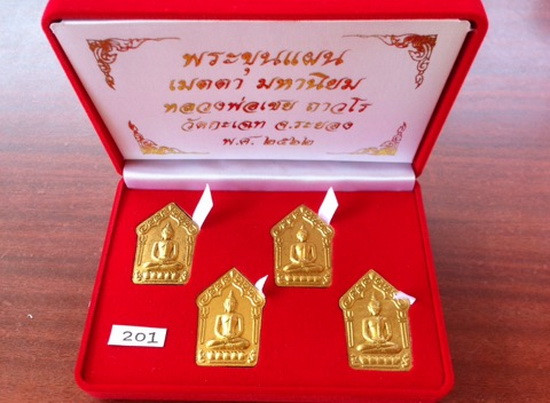 พระขุนแผน
เมตตา มหานิยม
หลวงพ่อเชย ถาวโร
วัดกะเฉท จ.ระยอง
พ.ศ. ๒๕๖๒
201